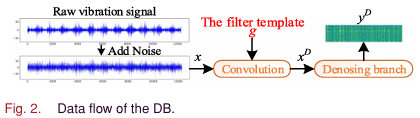 Raw vibration signal
Add Noise
The filter template
g
x
Convolution
x^D
Denosing branch
y^D
Fig. 2. Data flow of the DB.